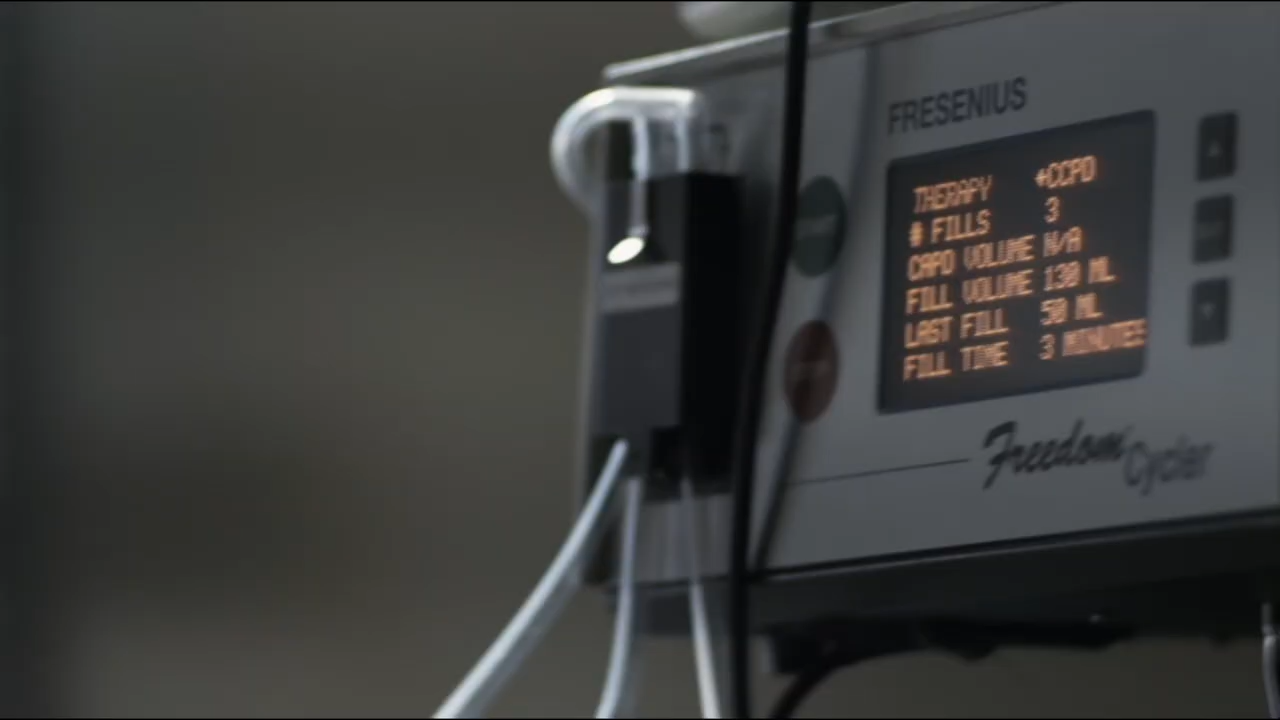 FRESENIUS
THERAPY +CCPD
# FILLS 3
CAPD VOLUME N/A
FILL VOLUME 130 ML
LAST FILL 50 ML
FILL TIME 3 MINUTES
Freedom Cycler